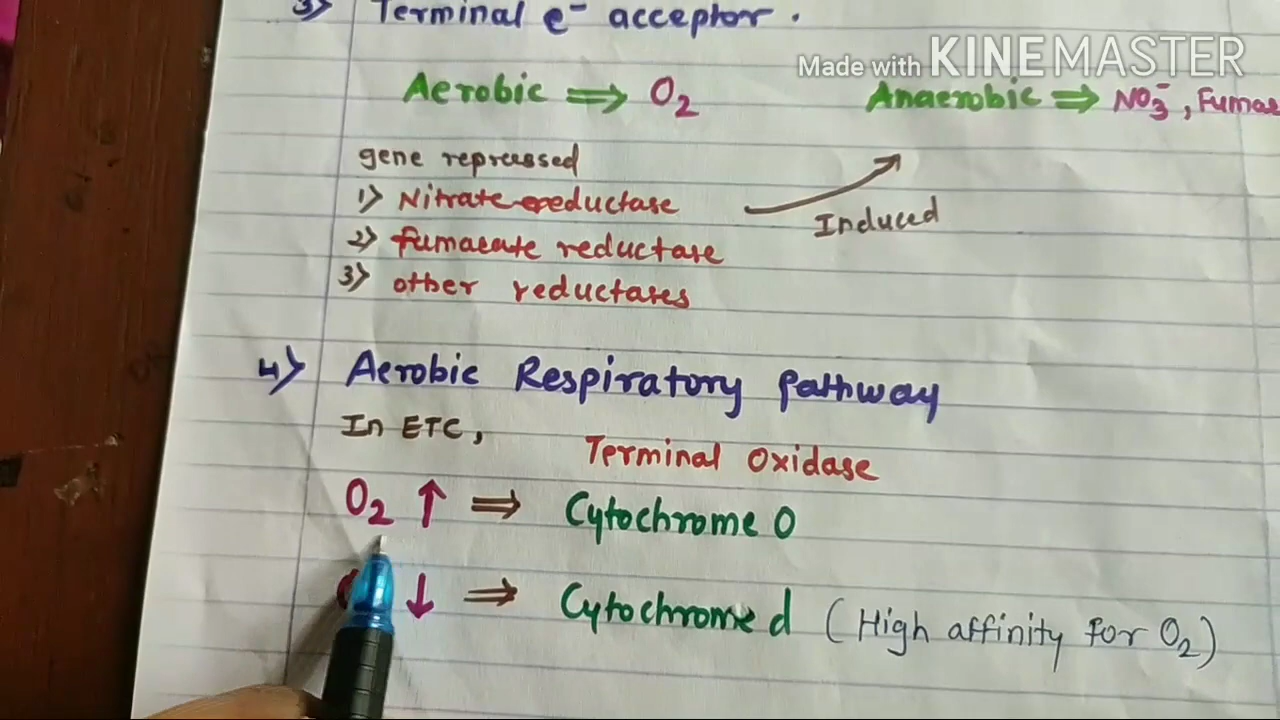 3) Terminal e⁻ acceptor.
Made with KINEMASTER
Aerobic ⇒ O₂
Anaerobic ⇒ NO₃⁻, Fumar
gene repressed
1) Nitrate reductase
Induced
2) fumarate reductase
3) other reductases
4) Aerobic Respiratory Pathway
In ETC,
Terminal Oxidase
O₂ ↑ ⇒ Cytochrome O
↓ ⇒ Cytochrome d (High affinity for O₂)